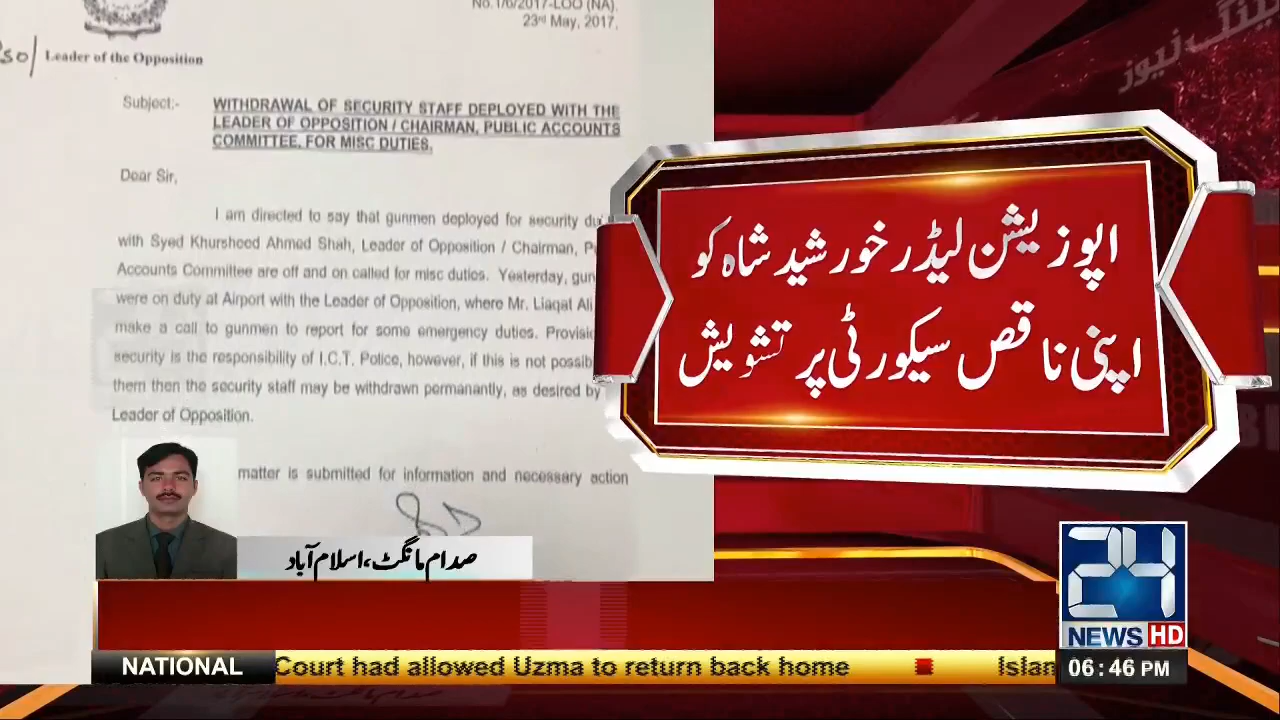 No.1/6/2017-LOO (NA).
23rd May, 2017.
PSO/ Leader of the Opposition
Subject:- WITHDRAWAL OF SECURITY STAFF DEPLOYED WITH THE
LEADER OF OPPOSITION / CHAIRMAN, PUBLIC ACCOUNTS
COMMITTEE, FOR MISC DUTIES.
Dear Sir,
I am directed to say that gunmen deployed for security
with Syed Khursheed Ahmed Shah, Leader of Opposition / Chairman,
Accounts Committee are off and on called for misc duties. Yesterday,
were on duty at Airport with the Leader of Opposition, where Mr. Liaqat Ali
make a call to gunmen to report for some emergency duties.
security is the responsibility of I.C.T. Police, however, if this is not
them then the security staff may be withdrawn permanantly, as desired by
Leader of Opposition.
matter is submitted for information and necessary action
اپوزیشن لیڈر خورشید شاہ کو
اپنی ناقص سیکورٹی پر تشویش
صدام مانگٹ، اسلام آباد
24
NEWS HD
NATIONAL Court had allowed Uzma to return back home
06:46 PM